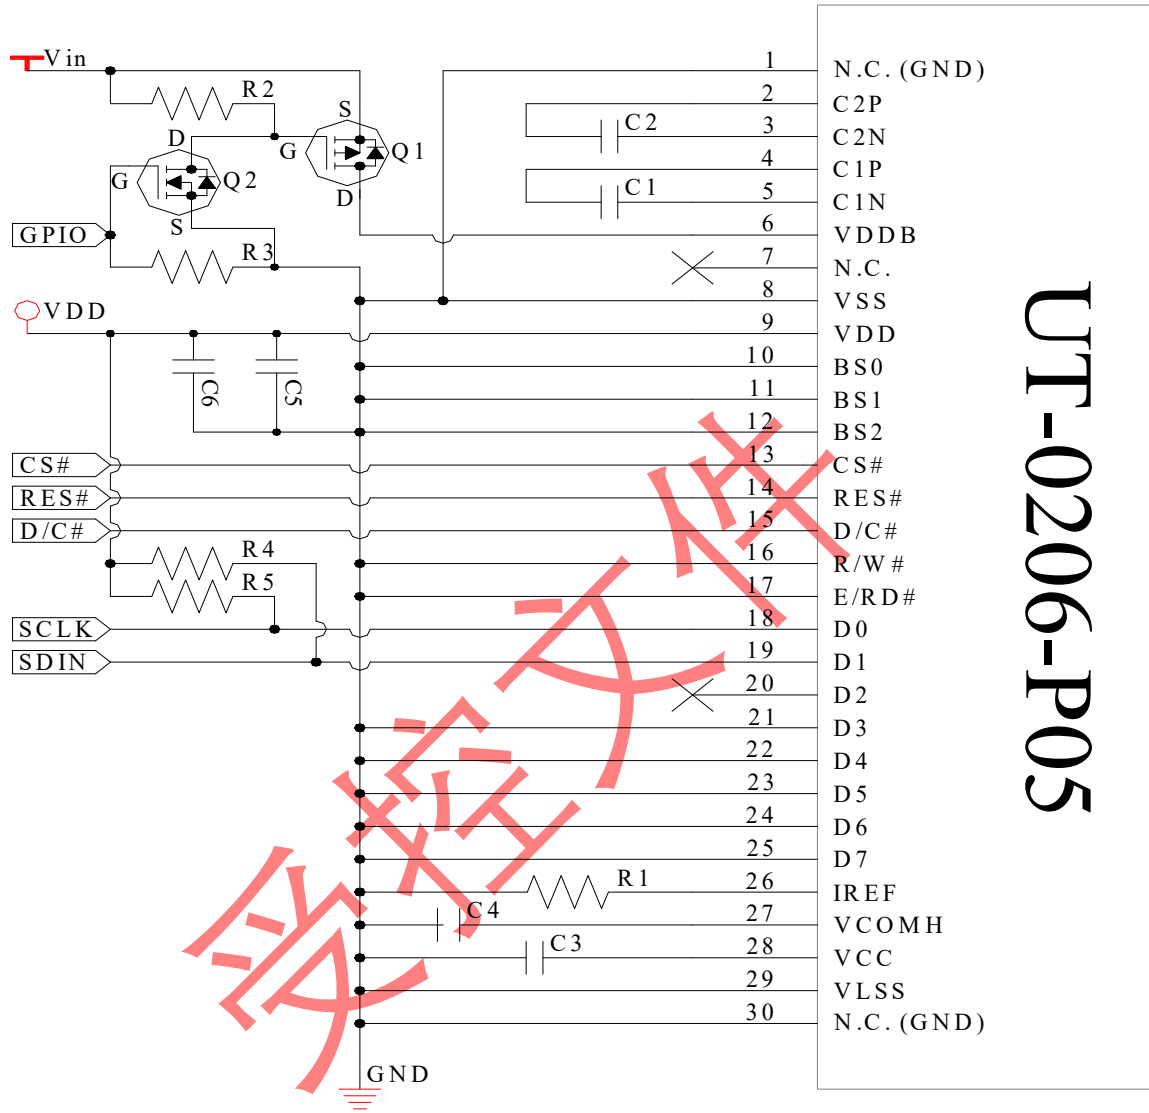 Vin
R2
S
G
Q1
D
D
G
Q2
S
GPIO
R3
VDD
C6
C5
CS#
RES#
D/C#
R4
R5
SCLK
SDIN
C2
C1
R1
C4
C3
GND
1 N.C.(GND)
2 C2P
3 C2N
4 C1P
5 C1N
6 VDDB
7 N.C.
8 VSS
9 VDD
10 BS0
11 BS1
12 BS2
13 CS#
14 RES#
15 D/C#
16 R/W#
17 E/RD#
18 D0
19 D1
20 D2
21 D3
22 D4
23 D5
24 D6
25 D7
26 IREF
27 VCOMH
28 VCC
29 VLSS
30 N.C.(GND)
UT-0206-P05
受控文件